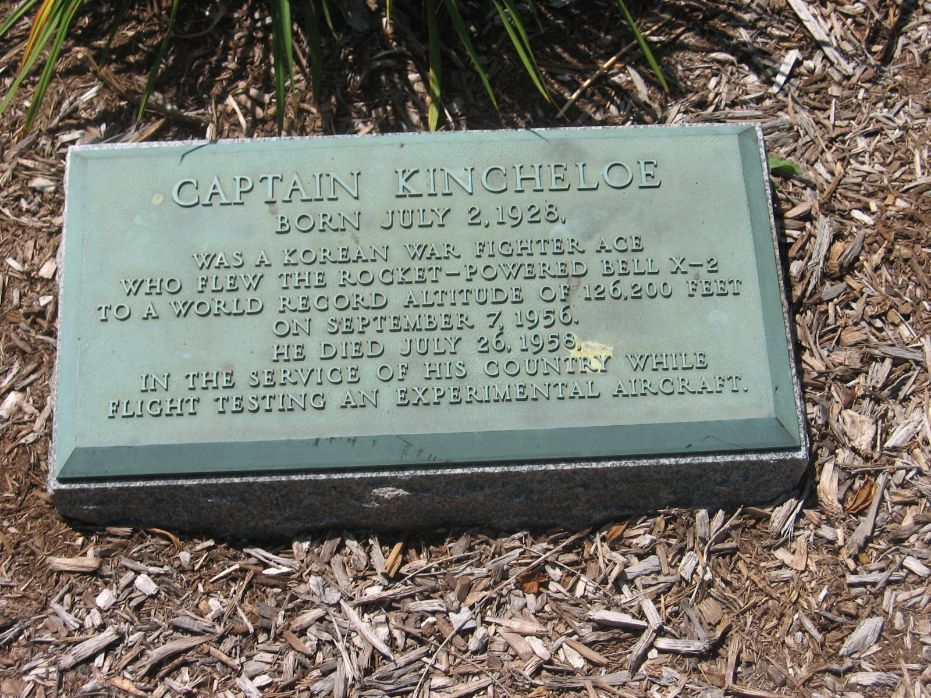 CAPTAIN KINCHELOE
BORN JULY 2, 1928,
WAS A KOREAN WAR FIGHTER ACE
WHO FLEW THE ROCKET-POWERED BELL X-2
TO A WORLD RECORD ALTITUDE OF 126,200 FEET
ON SEPTEMBER 7, 1956.
HE DIED JULY 26, 1958,
IN THE SERVICE OF HIS COUNTRY WHILE
FLIGHT TESTING AN EXPERIMENTAL AIRCRAFT.